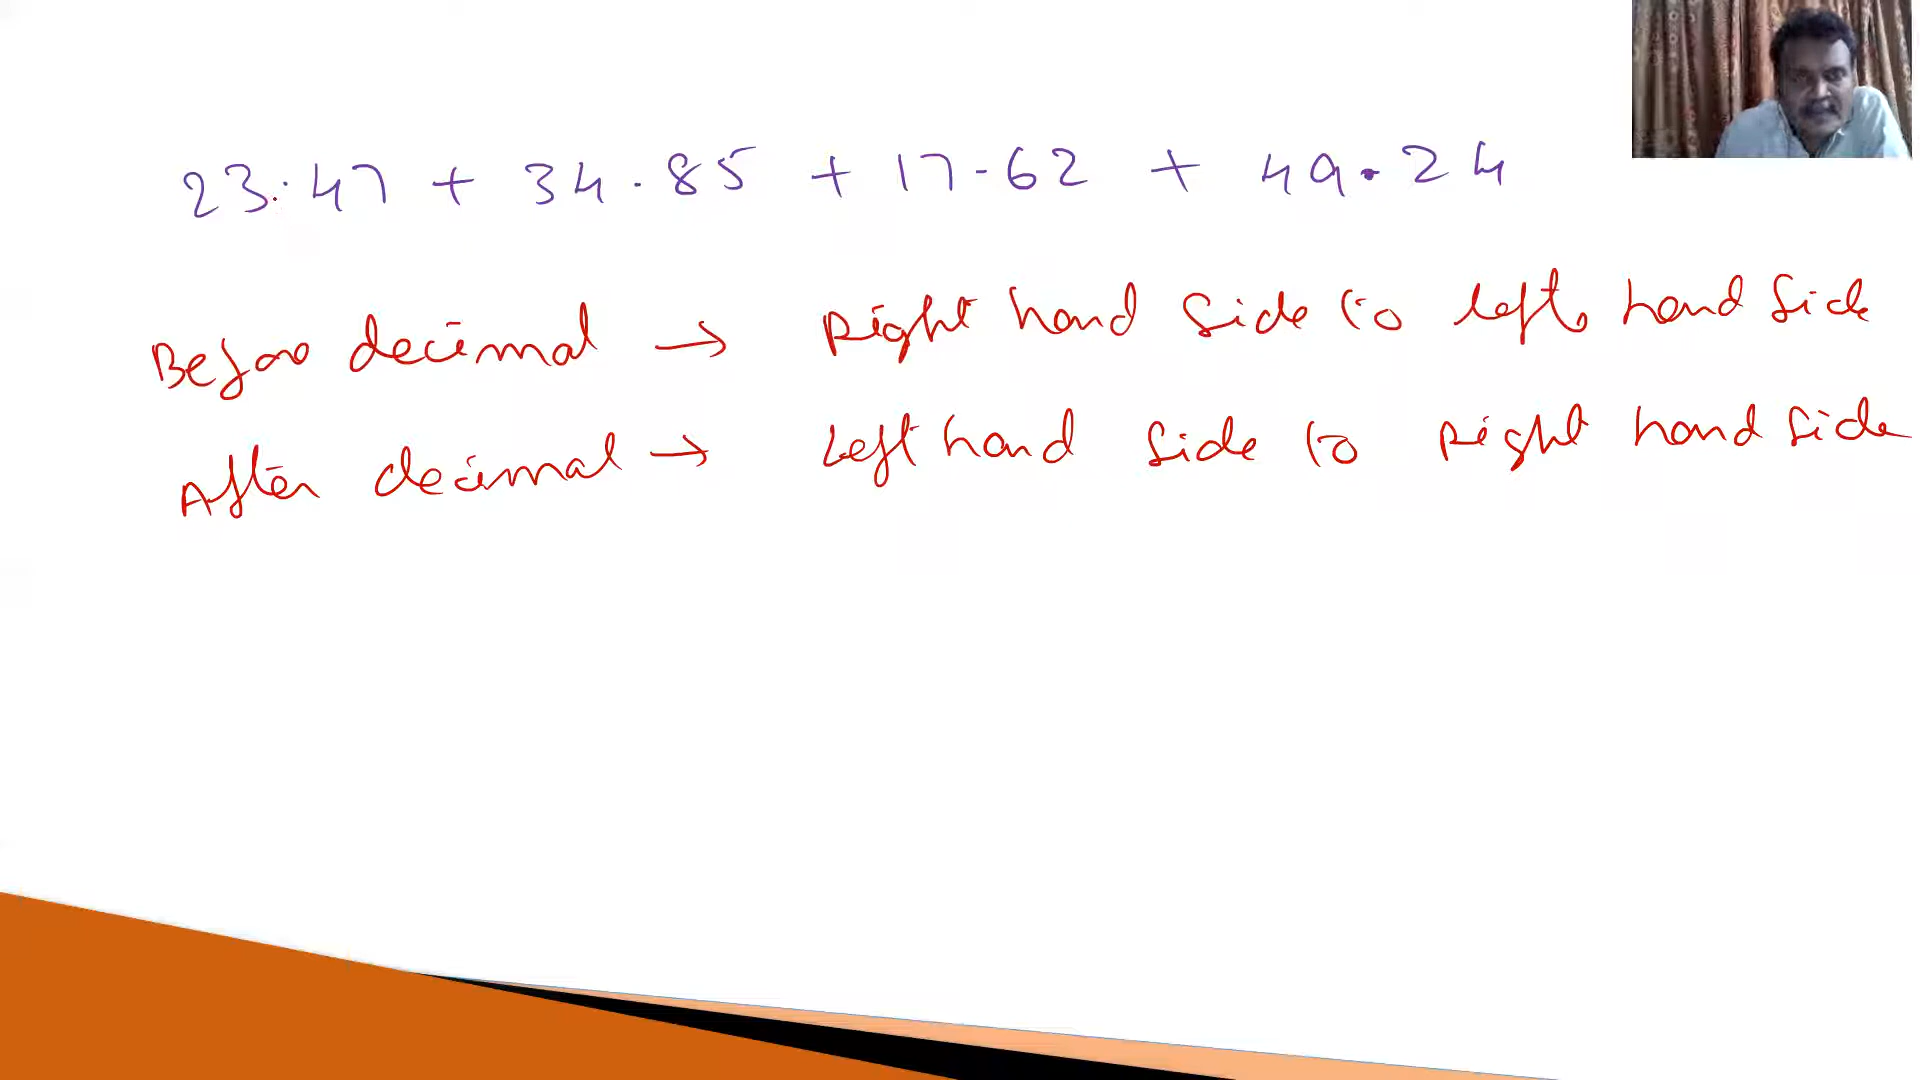 23.47 + 34.85 + 17.62 + 49.24
Before decimal → Right hand side to left hand side
After decimal → Left hand side to Right hand side